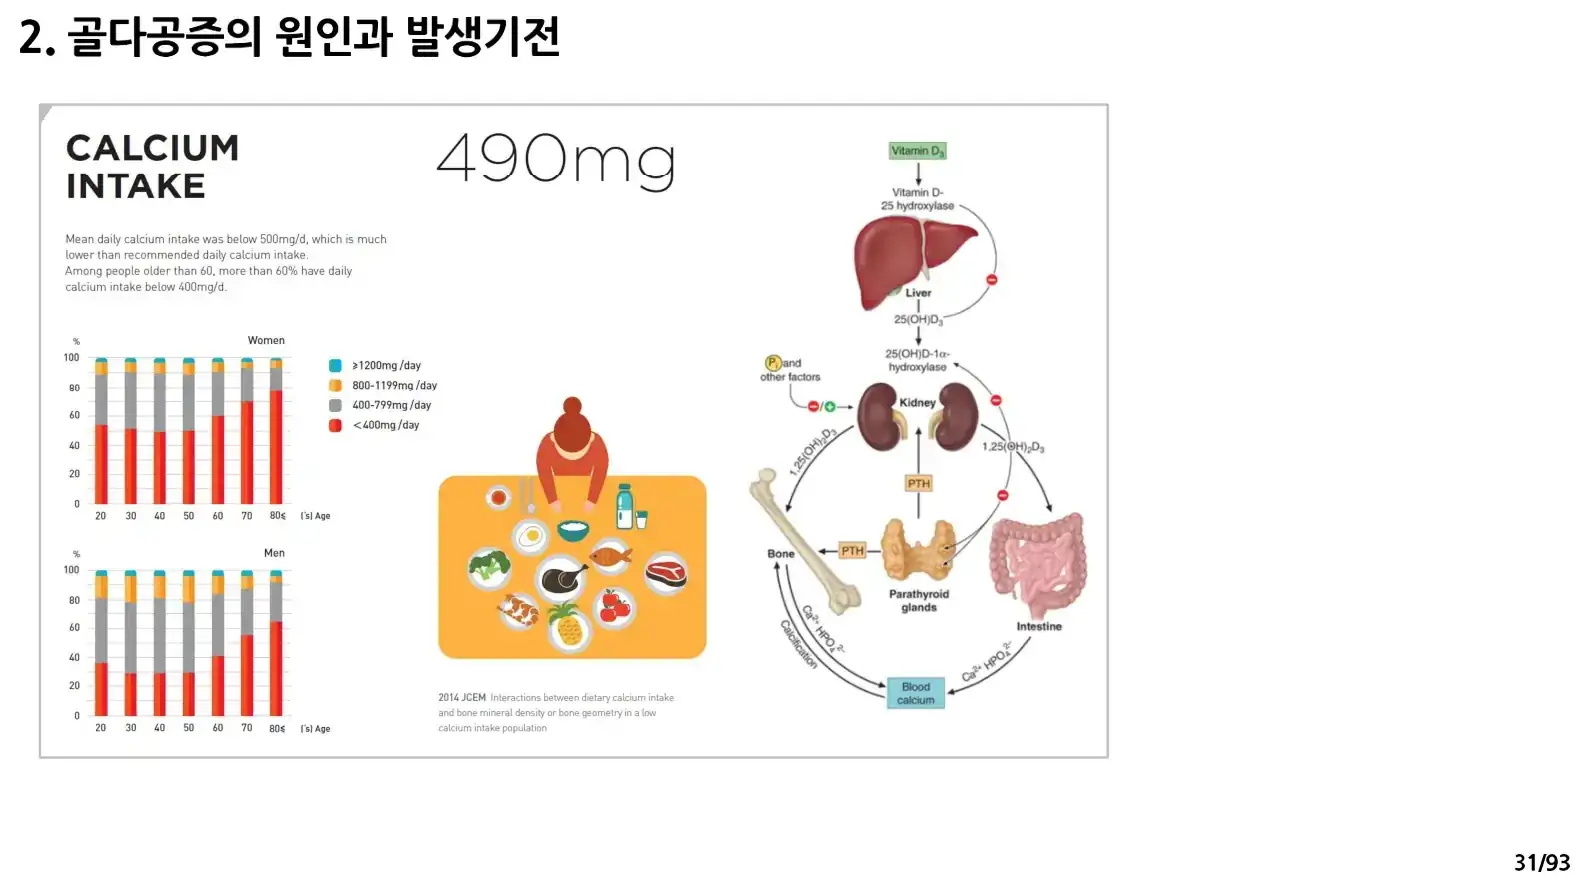 2. 골다공증의 원인과 발생기전
CALCIUM
INTAKE
490mg
Mean daily calcium intake was below 500mg/d, which is much
lower than recommended daily calcium intake.
Among people older than 60, more than 60% have daily
calcium intake below 400mg/d.
%
Women
100
80
60
40
20
0
20 30 40 50 60 70 80≤ ('s) Age
≥1200mg/day
800-1199mg/day
400-799mg/day
<400mg/day
%
Men
100
80
60
40
20
0
20 30 40 50 60 70 80≤ ('s) Age
2014 JCEM Interactions between dietary calcium intake
and bone mineral density or bone geometry in a low
calcium intake population
Vitamin D₃
Vitamin D-
25 hydroxylase
Liver
25(OH)D₃
25(OH)D-1α-
hydroxylase
Pi and
other factors
−/+
Kidney
1,25(OH)₂D₃
1,25(OH)₂D₃
PTH
PTH
Bone
Parathyroid
glands
Intestine
Ca²⁺ HPO₄²⁻
Calcification
Ca²⁺ HPO₄²⁻
Blood
calcium
31/93